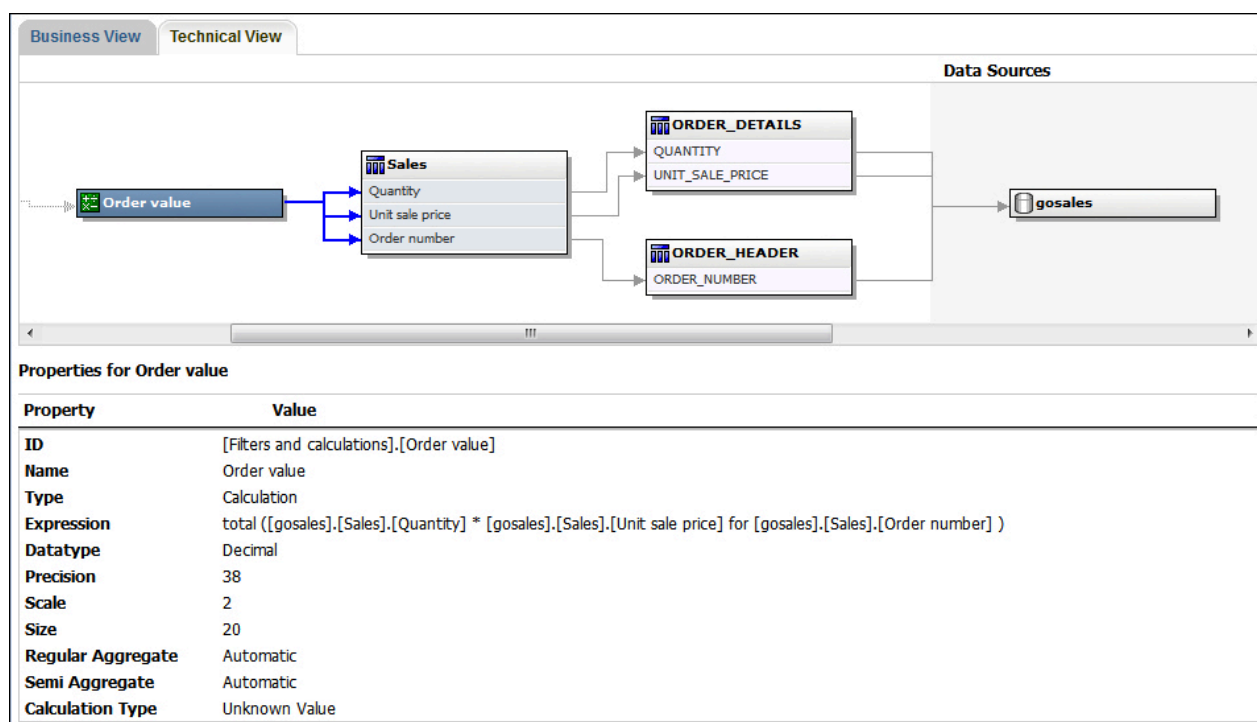 Business View
Technical View
Data Sources
Order value
Sales
Quantity
Unit sale price
Order number
ORDER_DETAILS
QUANTITY
UNIT_SALE_PRICE
ORDER_HEADER
ORDER_NUMBER
gosales
Properties for Order value
Property Value
ID [Filters and calculations].[Order value]
Name Order value
Type Calculation
Expression total ([gosales].[Sales].[Quantity] * [gosales].[Sales].[Unit sale price] for [gosales].[Sales].[Order number] )
Datatype Decimal
Precision 38
Scale 2
Size 20
Regular Aggregate Automatic
Semi Aggregate Automatic
Calculation Type Unknown Value